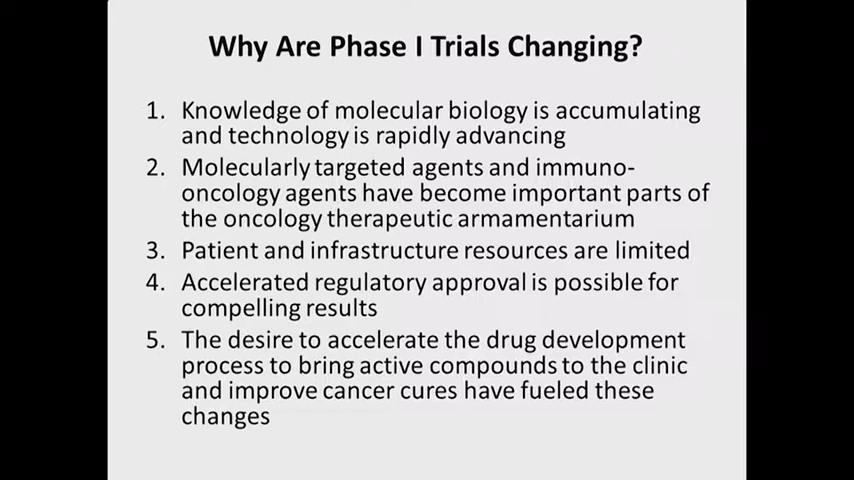 Why Are Phase I Trials Changing?
1. Knowledge of molecular biology is accumulating
and technology is rapidly advancing
2. Molecularly targeted agents and immuno-
oncology agents have become important parts of
the oncology therapeutic armamentarium
3. Patient and infrastructure resources are limited
4. Accelerated regulatory approval is possible for
compelling results
5. The desire to accelerate the drug development
process to bring active compounds to the clinic
and improve cancer cures have fueled these
changes